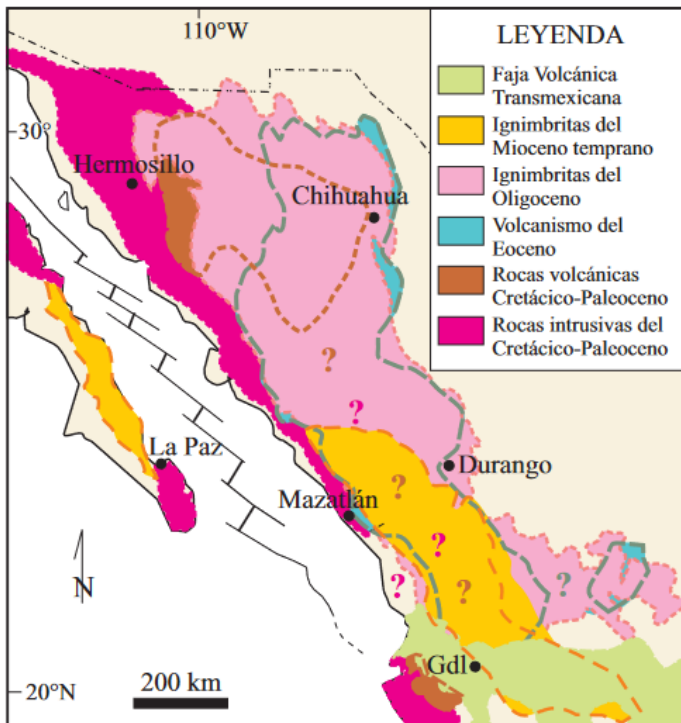 110°W
LEYENDA
Faja Volcánica
Transmexicana
Ignimbritas del
Mioceno temprano
Ignimbritas del
Oligoceno
Volcanismo del
Eoceno
Rocas volcánicas
Cretácico-Paleoceno
Rocas intrusivas del
Cretácico-Paleoceno
30°
Hermosillo
Chihuahua
?
?
La Paz
Durango
?
Mazatlán
?
N
?
?
?
Gdl
20°N
200 km